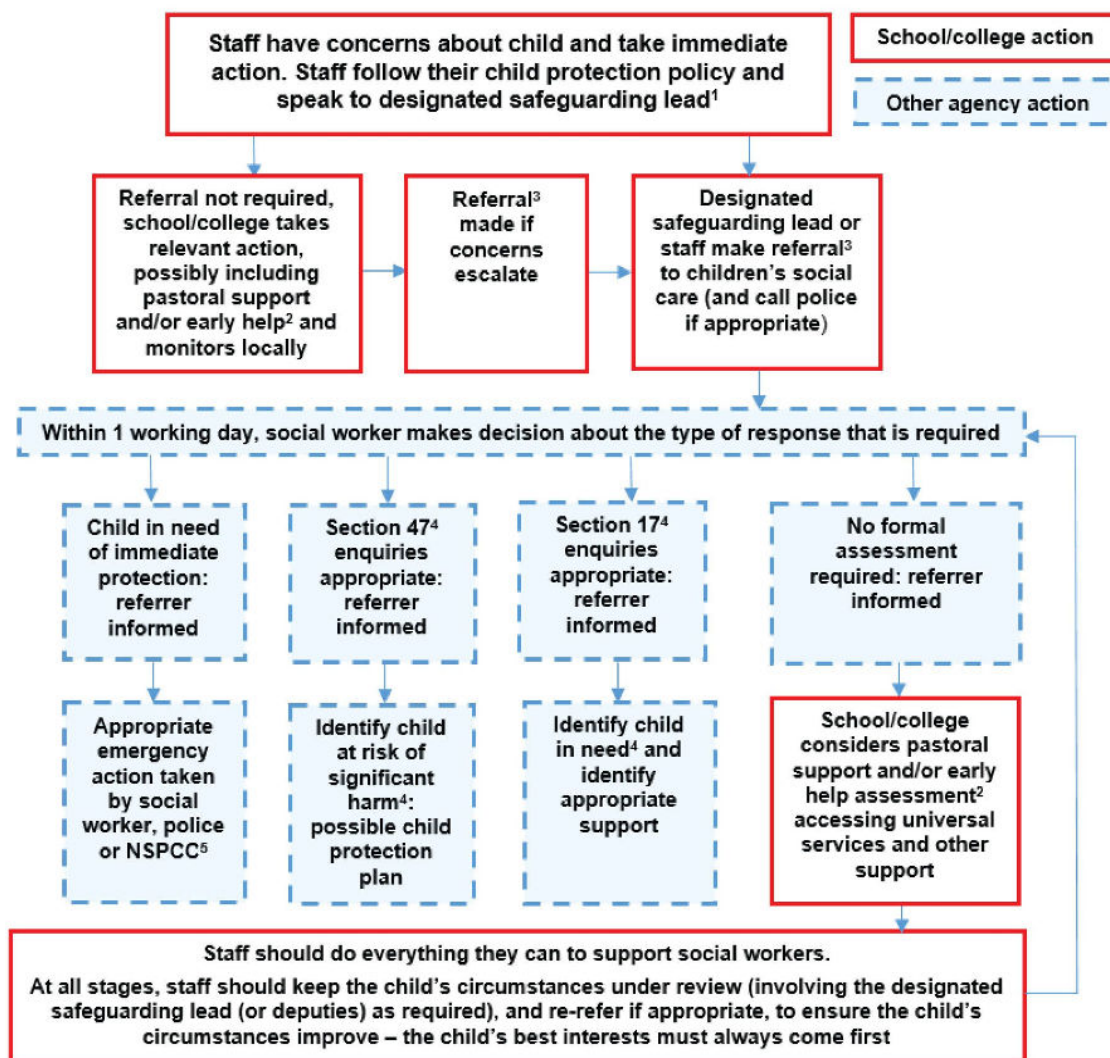 Staff have concerns about child and take immediate
action. Staff follow their child protection policy and
speak to designated safeguarding lead¹
School/college action
Other agency action
Referral not required,
school/college takes
relevant action,
possibly including
pastoral support
and/or early help² and
monitors locally
Referral³
made if
concerns
escalate
Designated
safeguarding lead or
staff make referral³
to children’s social
care (and call police
if appropriate)
Within 1 working day, social worker makes decision about the type of response that is required
Child in need
of immediate
protection:
referrer
informed
Section 47⁴
enquiries
appropriate:
referrer
informed
Section 17⁴
enquiries
appropriate:
referrer
informed
No formal
assessment
required: referrer
informed
Appropriate
emergency
action taken
by social
worker, police
or NSPCC⁵
Identify child
at risk of
significant
harm⁴:
possible child
protection
plan
Identify child
in need⁴ and
identify
appropriate
support
School/college
considers pastoral
support and/or early
help assessment²
accessing universal
services and other
support
Staff should do everything they can to support social workers.
At all stages, staff should keep the child’s circumstances under review (involving the designated
safeguarding lead (or deputies) as required), and re-refer if appropriate, to ensure the child’s
circumstances improve – the child’s best interests must always come first